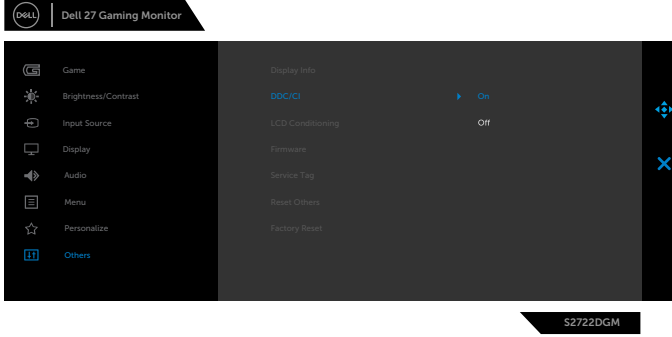 DELL
Dell 27 Gaming Monitor
Game
Brightness/Contrast
Input Source
Display
Audio
Menu
Personalize
Others
Display Info
DDC/CI
LCD Conditioning
Firmware
Service Tag
Reset Others
Factory Reset
On
Off
S2722DGM